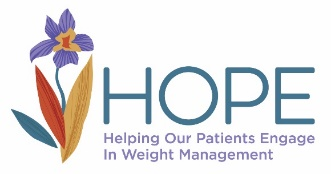 HOPE
Helping Our Patients Engage
In Weight Management